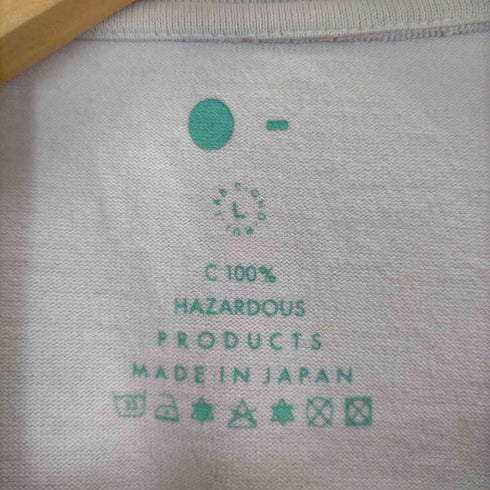 L
C 100%
HAZARDOUS
PRODUCTS
MADE IN JAPAN